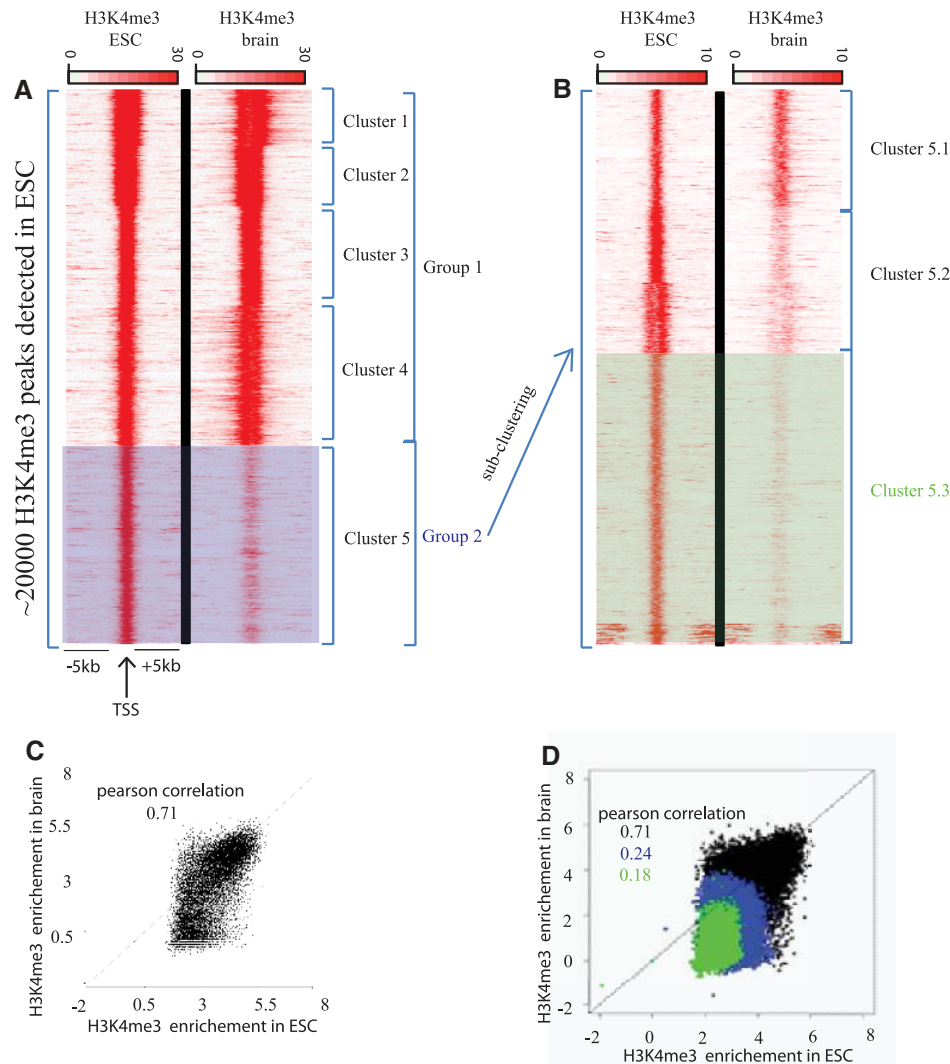 H3K4me3
ESC
H3K4me3
brain
0
30
0
30
A
~20000 H3K4me3 peaks detected in ESC
Cluster 1
Cluster 2
Cluster 3
Cluster 4
Cluster 5
Group 1
Group 2
-5kb
+5kb
TSS
sub-clustering
H3K4me3
ESC
H3K4me3
brain
0
10
0
10
B
Cluster 5.1
Cluster 5.2
Cluster 5.3
C
pearson correlation
0.71
H3K4me3 enrichement in brain
8
5.5
3
0.5
-2
-2
0.5
3
5.5
8
H3K4me3 enrichement in ESC
D
pearson correlation
0.71
0.24
0.18
H3K4me3 enrichement in brain
8
6
4
2
0
-2
-2
0
2
4
6
8
H3K4me3 enrichement in ESC